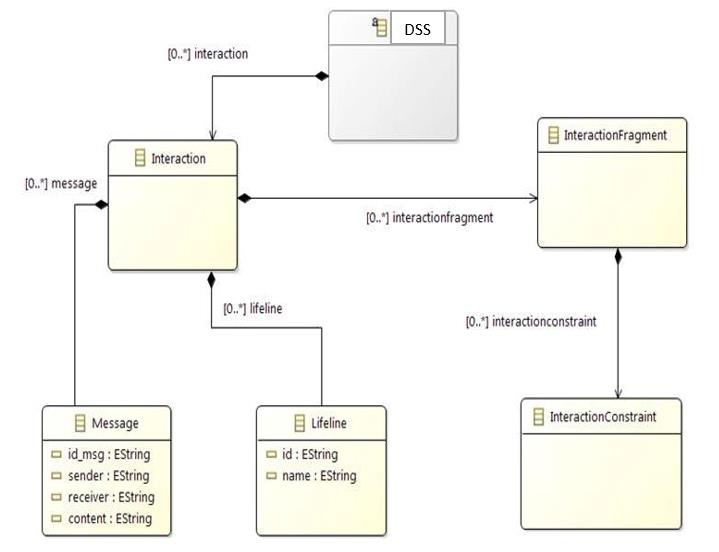 DSS
[0..*] interaction
InteractionFragment
Interaction
[0..*] message
[0..*] interactionfragment
[0..*] lifeline
[0..*] interactionconstraint
Message
id_msg : EString
sender : EString
receiver : EString
content : EString
Lifeline
id : EString
name : EString
InteractionConstraint